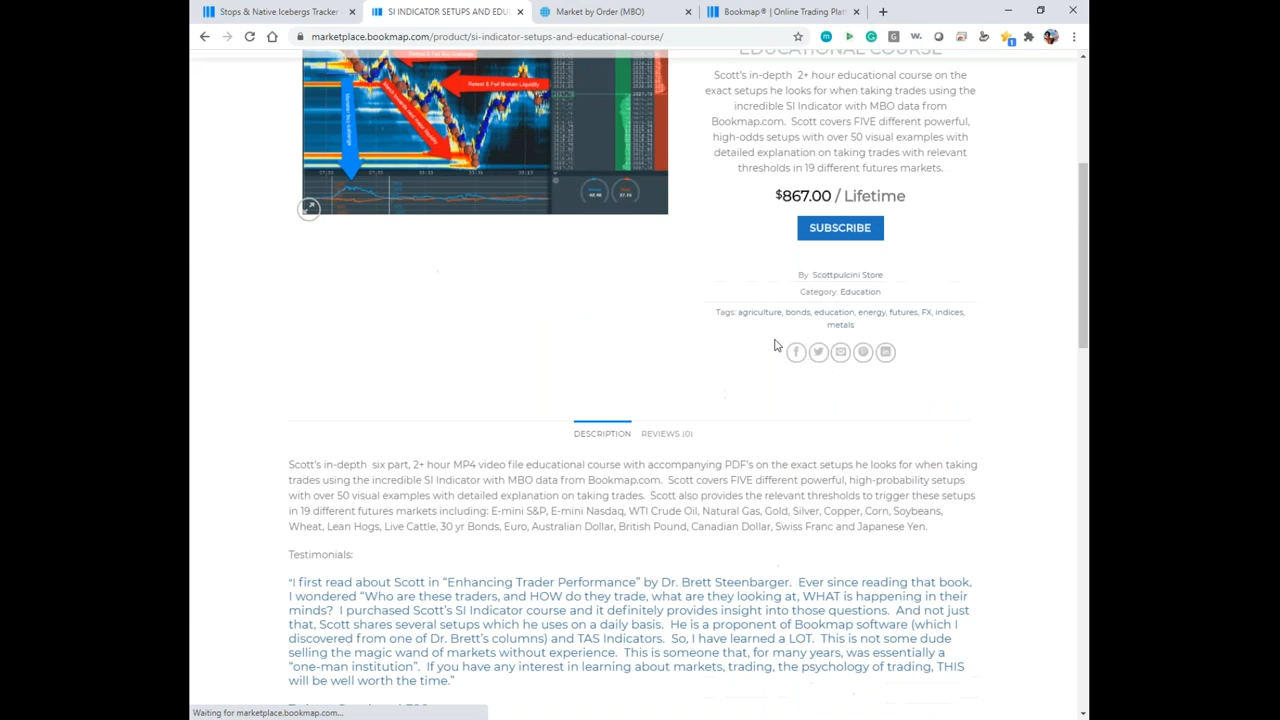 Stops & Native Icebergs Tracker
SI INDICATOR SETUPS AND EDU
Market by Order (MBO)
Bookmap® | Online Trading Plat
marketplace.bookmap.com/product/si-indicator-setups-and-educational-course/
EDUCATIONAL COURSE
Retest & Fail Broken Liquidity
Scott's in-depth 2+ hour educational course on the
exact setups he looks for when taking trades using the
incredible SI Indicator with MBO data from
Bookmap.com. Scott covers FIVE different powerful,
high-odds setups with over 50 visual examples with
detailed explanation on taking trades with relevant
thresholds in 19 different futures markets.
$867.00 / Lifetime
SUBSCRIBE
By Scottpulcini Store
Category: Education
Tags: agriculture, bonds, education, energy, futures, FX, indices,
metals
DESCRIPTION
REVIEWS (0)
Scott's in-depth six part, 2+ hour MP4 video file educational course with accompanying PDF's on the exact setups he looks for when taking
trades using the incredible SI Indicator with MBO data from Bookmap.com. Scott covers FIVE different powerful, high-probability setups
with over 50 visual examples with detailed explanation on taking trades. Scott also provides the relevant thresholds to trigger these setups
in 19 different futures markets including: E-mini S&P, E-mini Nasdaq, WTI Crude Oil, Natural Gas, Gold, Silver, Copper, Corn, Soybeans,
Wheat, Lean Hogs, Live Cattle, 30 yr Bonds, Euro, Australian Dollar, British Pound, Canadian Dollar, Swiss Franc and Japanese Yen.
Testimonials:
"I first read about Scott in "Enhancing Trader Performance" by Dr. Brett Steenbarger. Ever since reading that book,
I wondered "Who are these traders, and HOW do they trade, what are they looking at, WHAT is happening in their
minds? I purchased Scott's SI Indicator course and it definitely provides insight into those questions. And not just
that, Scott shares several setups which he uses on a daily basis. He is a proponent of Bookmap software (which I
discovered from one of Dr. Brett's columns) and TAS Indicators. So, I have learned a LOT. This is not some dude
selling the magic wand of markets without experience. This is someone that, for many years, was essentially a
"one-man institution". If you have any interest in learning about markets, trading, the psychology of trading, THIS
will be well worth the time."
Waiting for marketplace.bookmap.com...